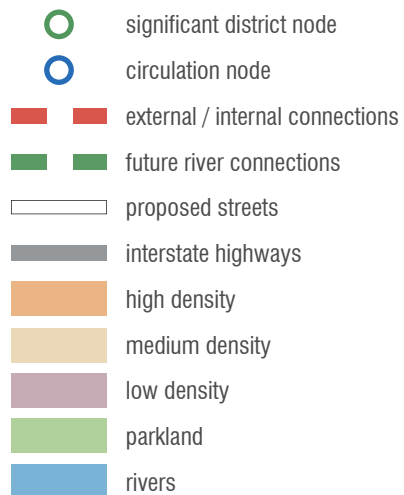 significant district node
circulation node
external / internal connections
future river connections
proposed streets
interstate highways
high density
medium density
low density
parkland
rivers